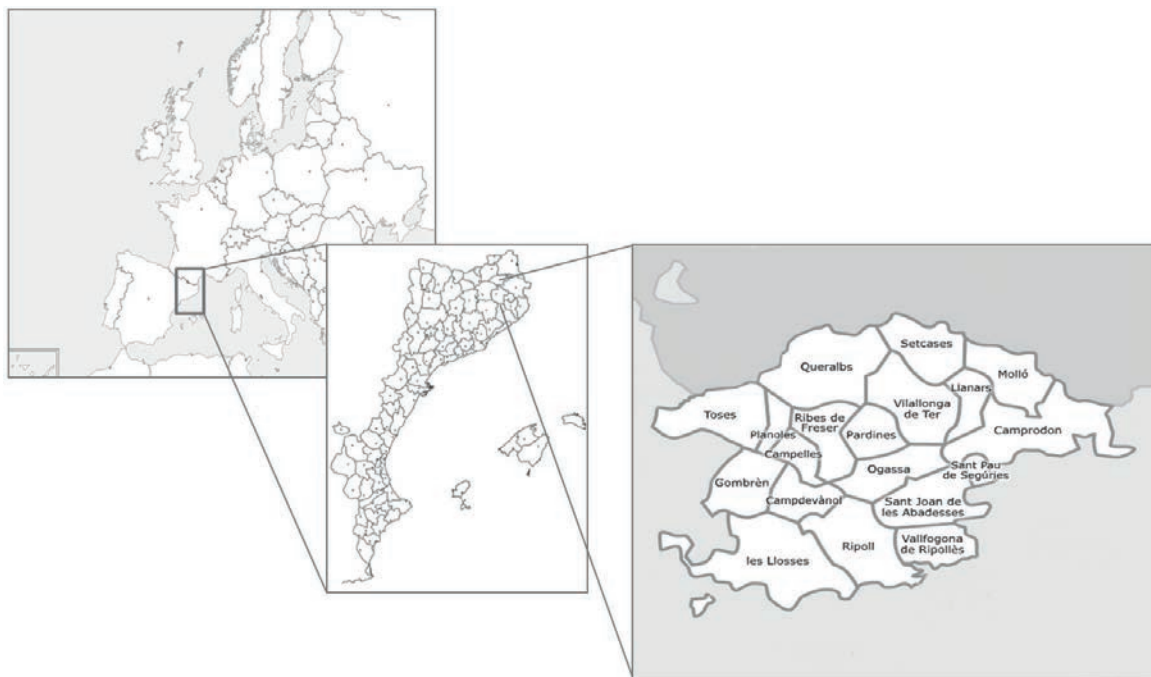 Setcases
Queralbs
Molló
Llanars
Vilallonga
de Ter
Toses
Ribes de
Freser
Planoles
Pardines
Camprodon
Campelles
Ogassa
Sant Pau
de Segúries
Gombrèn
Campdevànol
Sant Joan de
les Abadesses
Ripoll
Vallfogona
de Ripollès
les Llosses